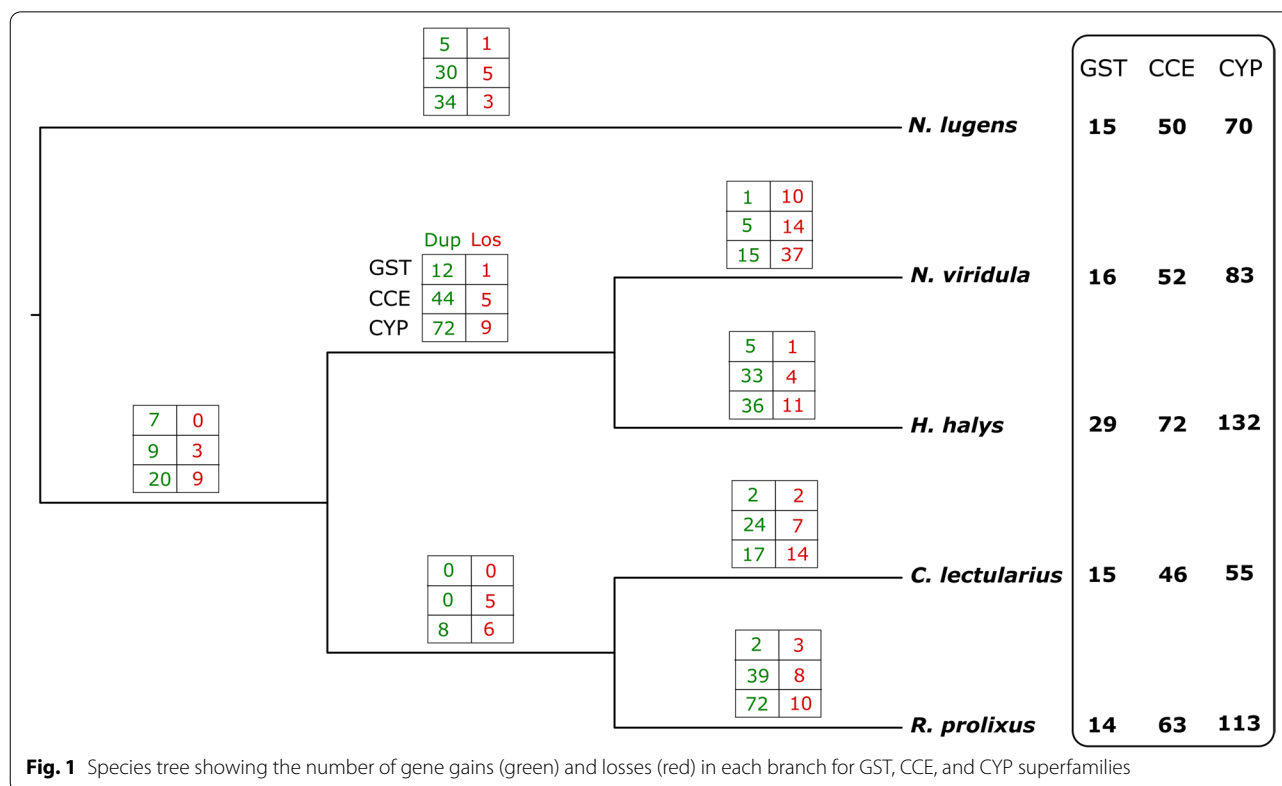 5 1
30 5
34 3
GST CCE CYP
N. lugens 15 50 70
1 10
5 14
15 37
Dup Los
GST 12 1
CCE 44 5
CYP 72 9
N. viridula 16 52 83
5 1
33 4
36 11
7 0
9 3
20 9
H. halys 29 72 132
2 2
24 7
17 14
0 0
0 5
8 6
C. lectularius 15 46 55
2 3
39 8
72 10
R. prolixus 14 63 113
Fig. 1 Species tree showing the number of gene gains (green) and losses (red) in each branch for GST, CCE, and CYP superfamilies